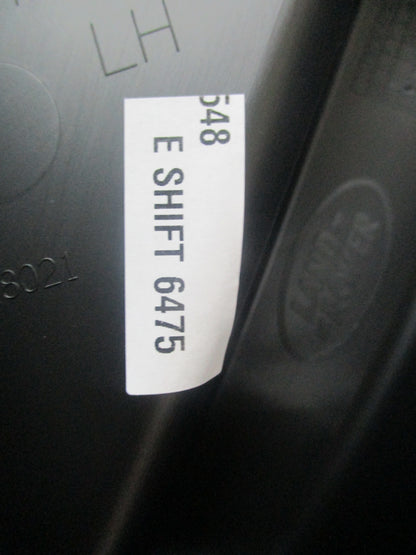 LH
548
E SHIFT 6475
8021
LAND-
ROVER